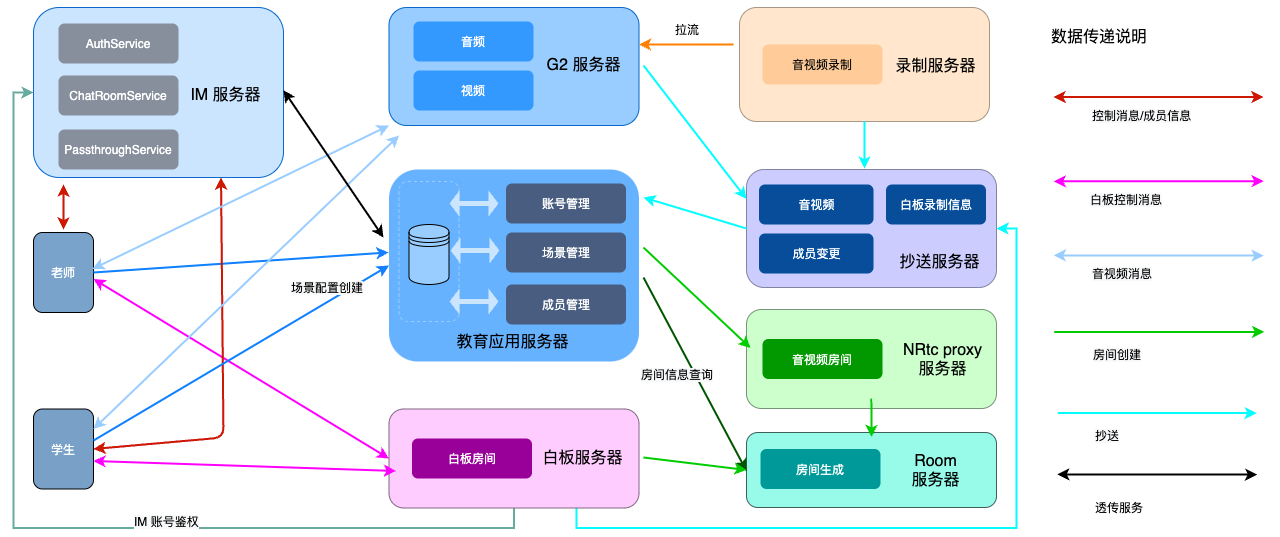 AuthService
ChatRoomService
PassthroughService
IM 服务器
音频
视频
G2 服务器
拉流
音视频录制
录制服务器
数据传递说明
控制消息/成员信息
白板控制消息
音视频消息
房间创建
抄送
透传服务
账号管理
场景管理
成员管理
教育应用服务器
音视频
白板录制信息
成员变更
抄送服务器
老师
场景配置创建
房间信息查询
音视频房间
NRtc proxy
服务器
学生
白板房间
白板服务器
房间生成
Room
服务器
IM 账号鉴权